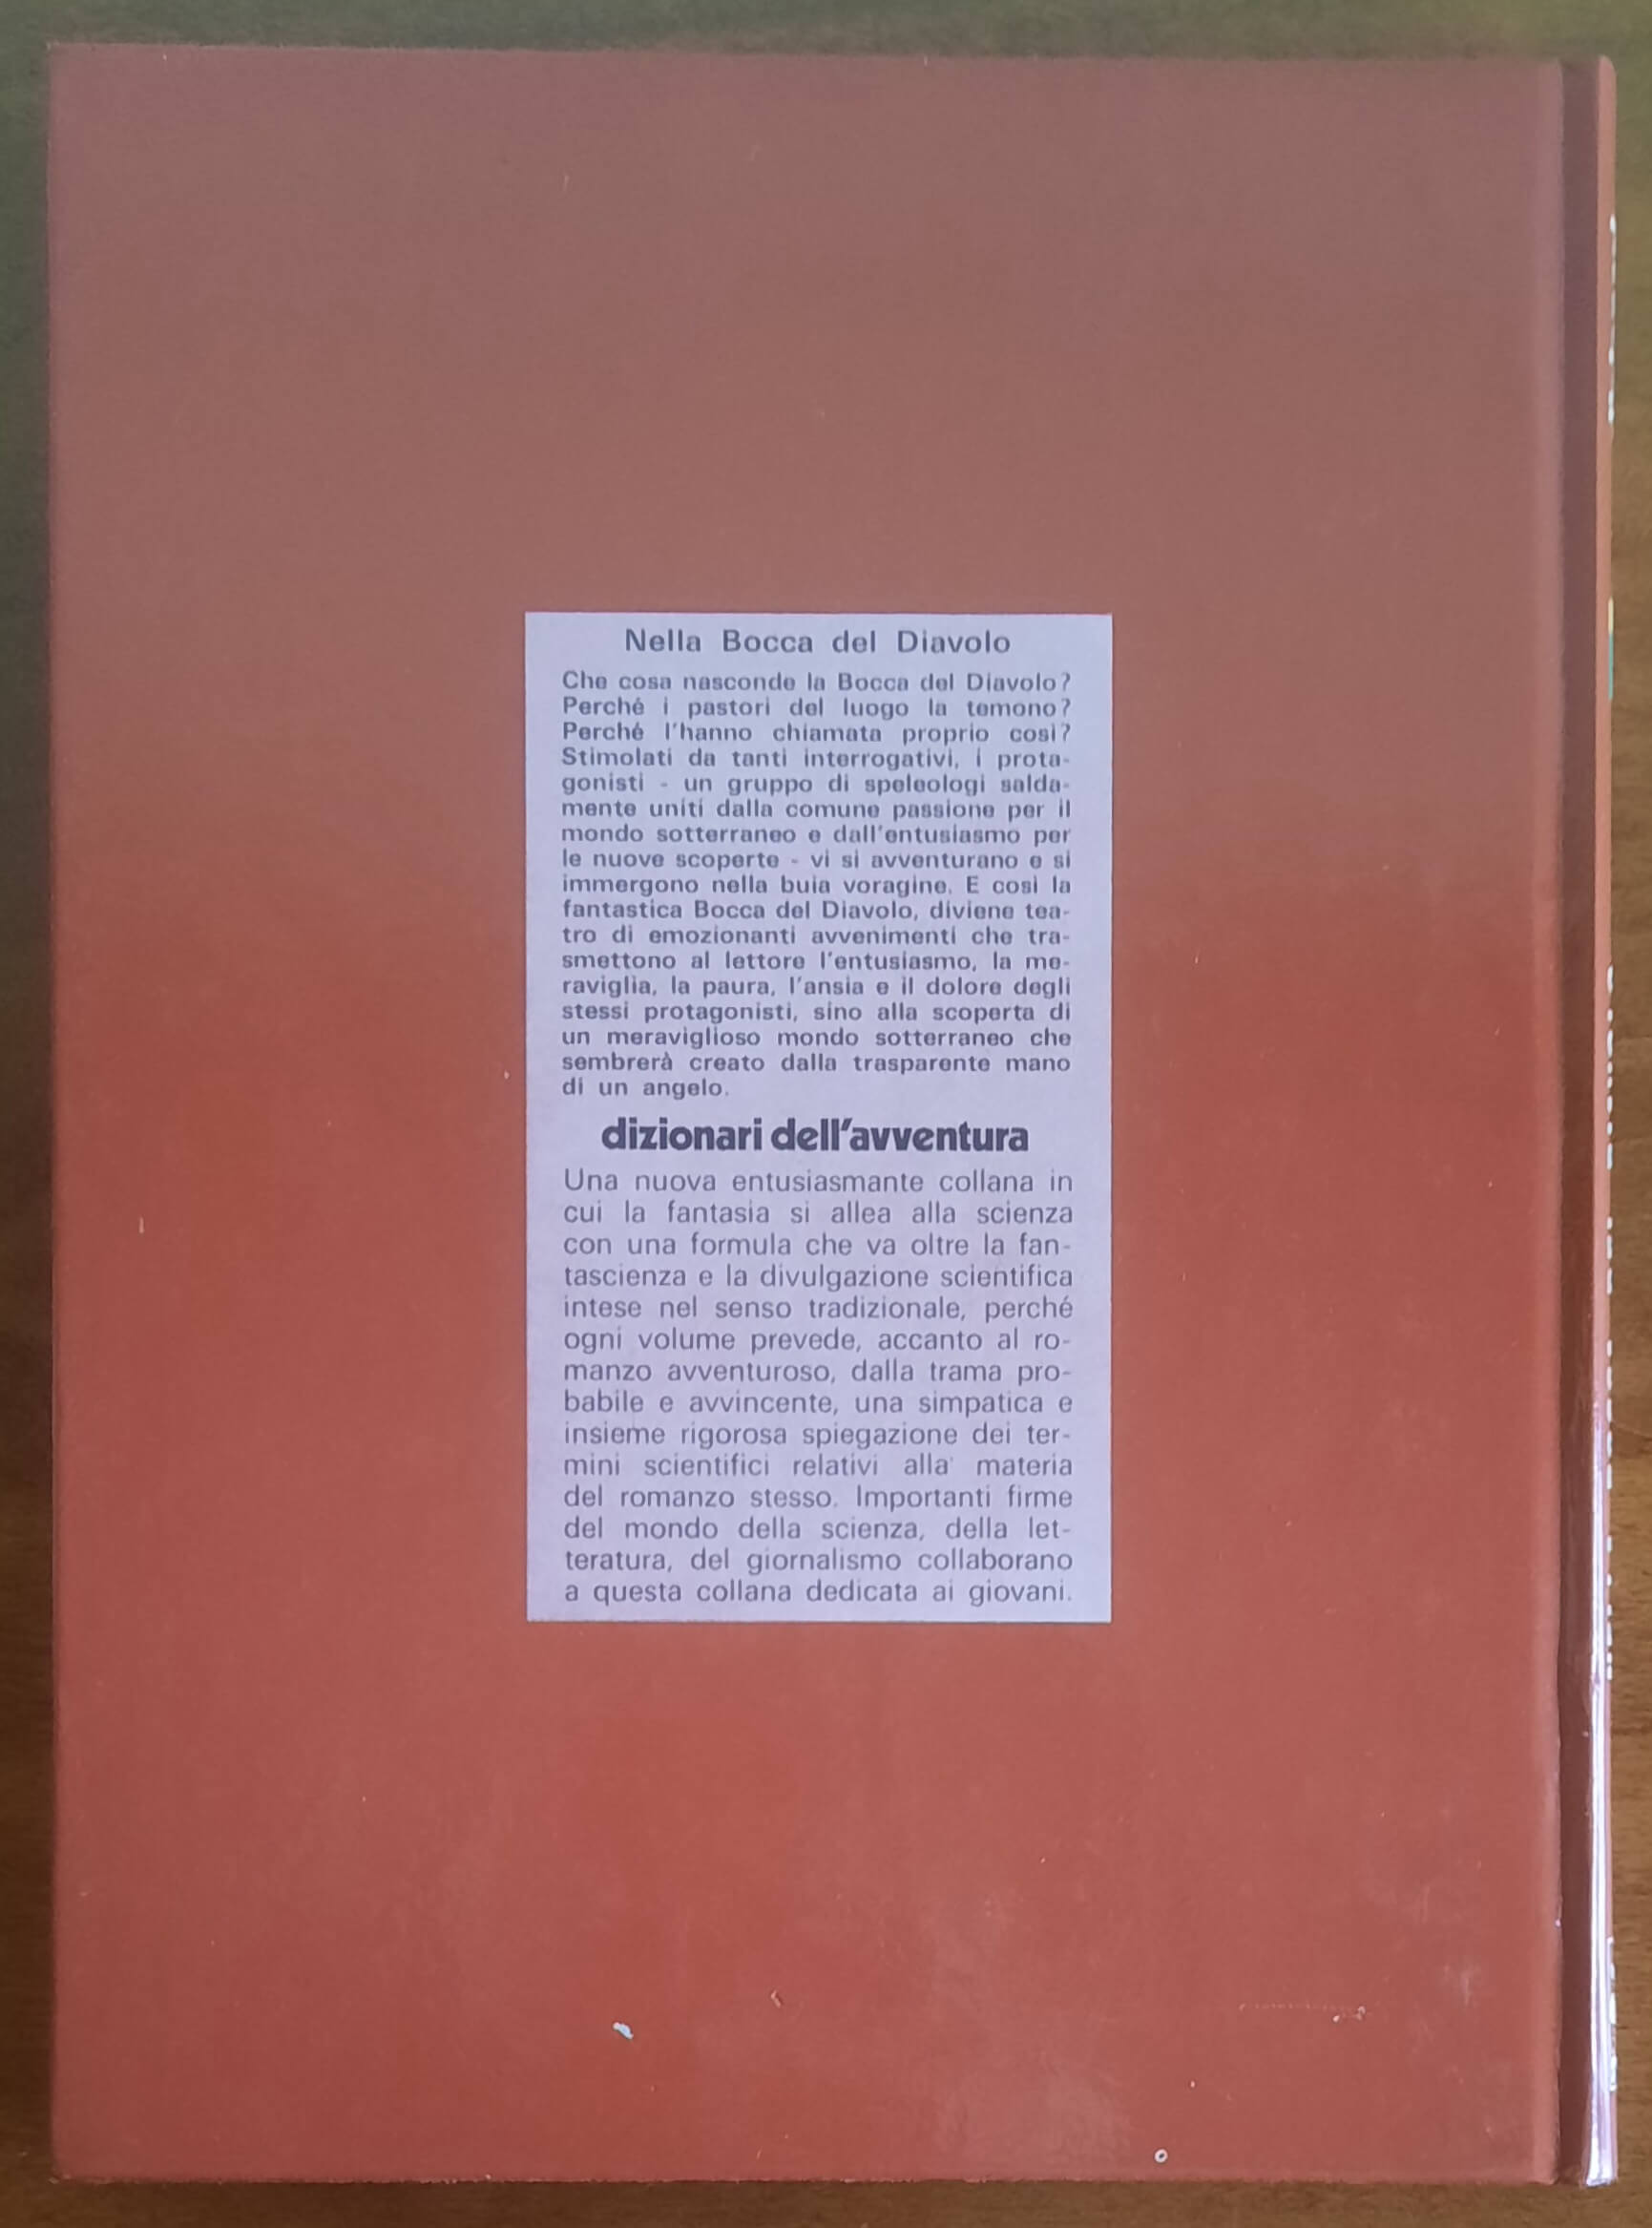 Nella Bocca del Diavolo
Che cosa nasconde la Bocca del Diavolo?
Perché i pastori del luogo la temono?
Perché l'hanno chiamata proprio così?
Stimolati da tanti interrogativi, i prota-
gonisti - un gruppo di speleologi salda-
mente uniti dalla comune passione per il
mondo sotterraneo e dall'entusiasmo per
le nuove scoperte - vi si avventurano e si
immergono nella buia voragine. E così la
fantastica Bocca del Diavolo, diviene tea-
tro di emozionanti avvenimenti che tra-
smettono al lettore l'entusiasmo, la me-
raviglia, la paura, l'ansia e il dolore degli
stessi protagonisti, sino alla scoperta di
un meraviglioso mondo sotterraneo che
sembrerà creato dalla trasparente mano
di un angelo.
dizionari dell'avventura
Una nuova entusiasmante collana in
cui la fantasia si allea alla scienza
con una formula che va oltre la fan-
tascienza e la divulgazione scientifica
intese nel senso tradizionale, perché
ogni volume prevede, accanto al ro-
manzo avventuroso, dalla trama pro-
babile e avvincente, una simpatica e
insieme rigorosa spiegazione dei ter-
mini scientifici relativi alla materia
del romanzo stesso. Importanti firme
del mondo della scienza, della let-
teratura, del giornalismo collaborano
a questa collana dedicata ai giovani.